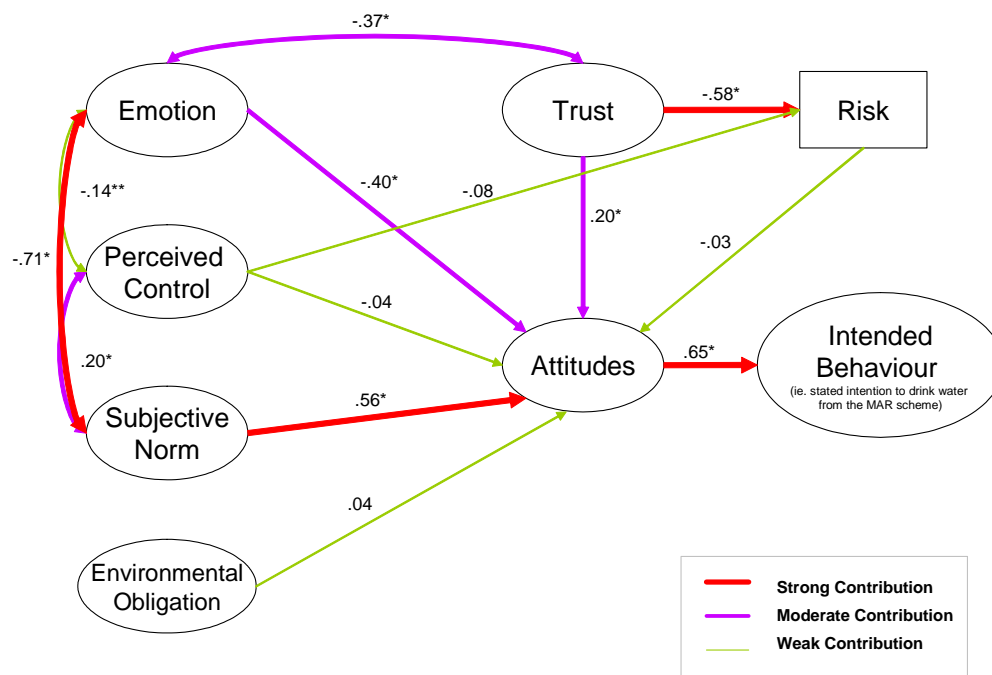 -.37*
Emotion
Trust
-.58*
Risk
-.14**
-.40*
-.08
.20*
-.03
-.71*
Perceived
Control
-.04
Intended
Behaviour
(ie. stated intention to drink water
from the MAR scheme)
Attitudes
.65*
.20*
.56*
Subjective
Norm
.04
Environmental
Obligation
Strong Contribution
Moderate Contribution
Weak Contribution